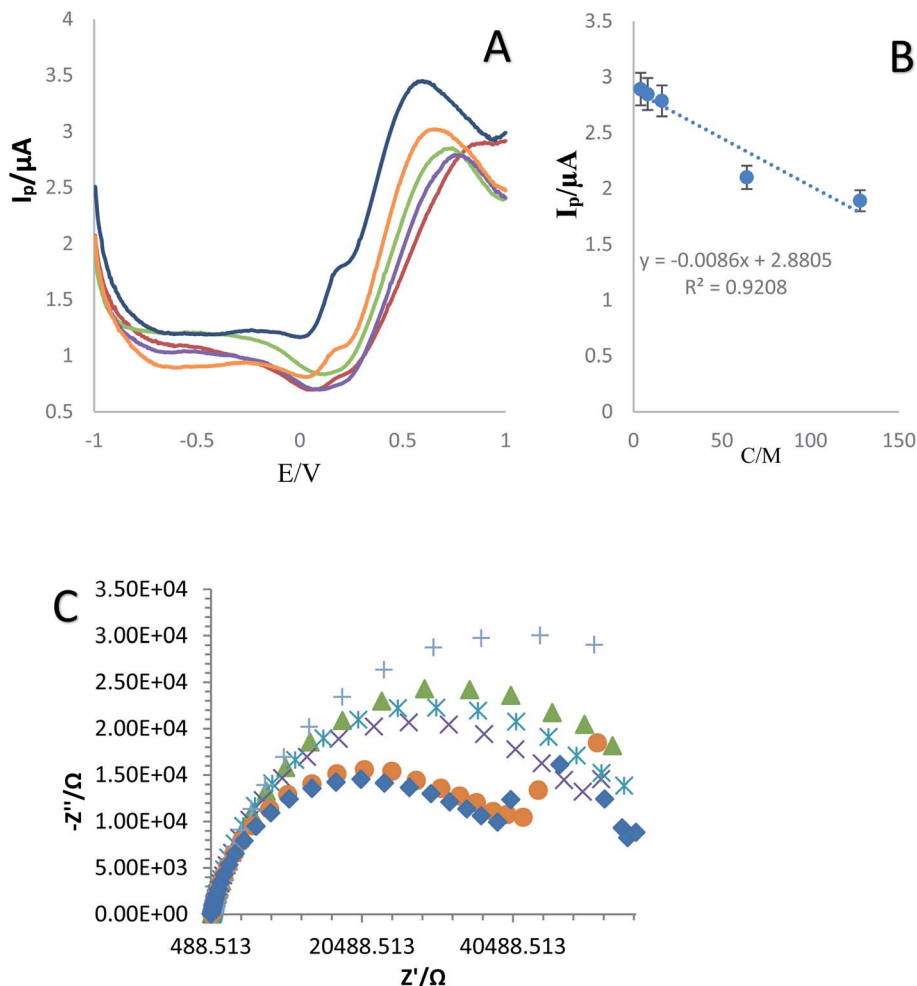 A
I_p/μA
4
3.5
3
2.5
2
1.5
1
0.5
-1
-0.5
0
0.5
1
E/V
B
I_p/μA
3.5
3
2.5
2
1.5
1
0.5
0
y = -0.0086x + 2.8805
R² = 0.9208
0
50
100
150
C/M
C
-Z''/Ω
3.50E+04
3.00E+04
2.50E+04
2.00E+04
1.50E+04
1.00E+04
5.00E+03
0.00E+00
488.513
20488.513
40488.513
Z'/Ω